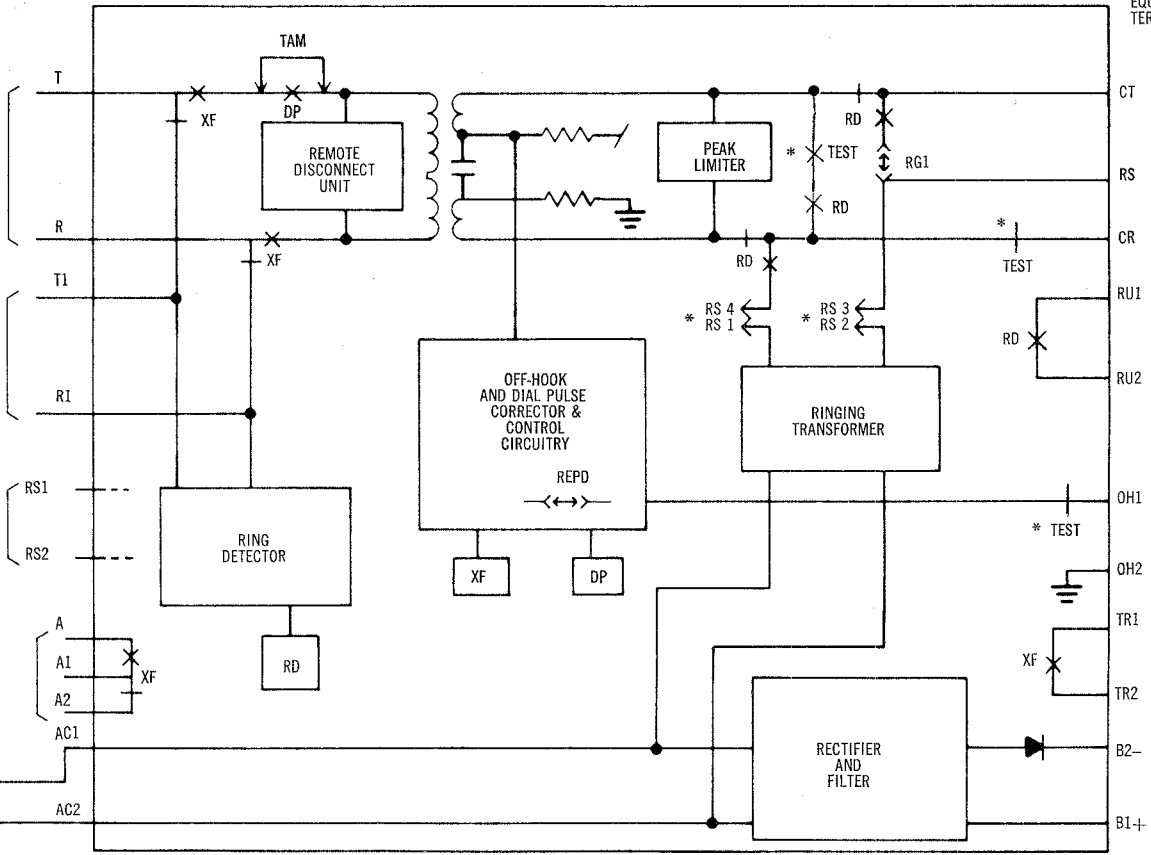 EQU
TER
TAM
T
CT
XF
DP
RD
REMOTE
DISCONNECT
UNIT
PEAK
LIMITER
* TEST
RG1
RS
RD
R
*
CR
XF
RD
TEST
T1
RU1
RS 4
* RS 1
RS 3
* RS 2
RD
RU2
OFF-HOOK
AND DIAL PULSE
CORRECTOR &
CONTROL
CIRCUITRY
RINGING
TRANSFORMER
R1
REPD
RS1
OH1
* TEST
RING
DETECTOR
RS2
XF
DP
OH2
A
TR1
RD
XF
A1
XF
A2
TR2
AC1
RECTIFIER
AND
FILTER
B2-
AC2
B1+